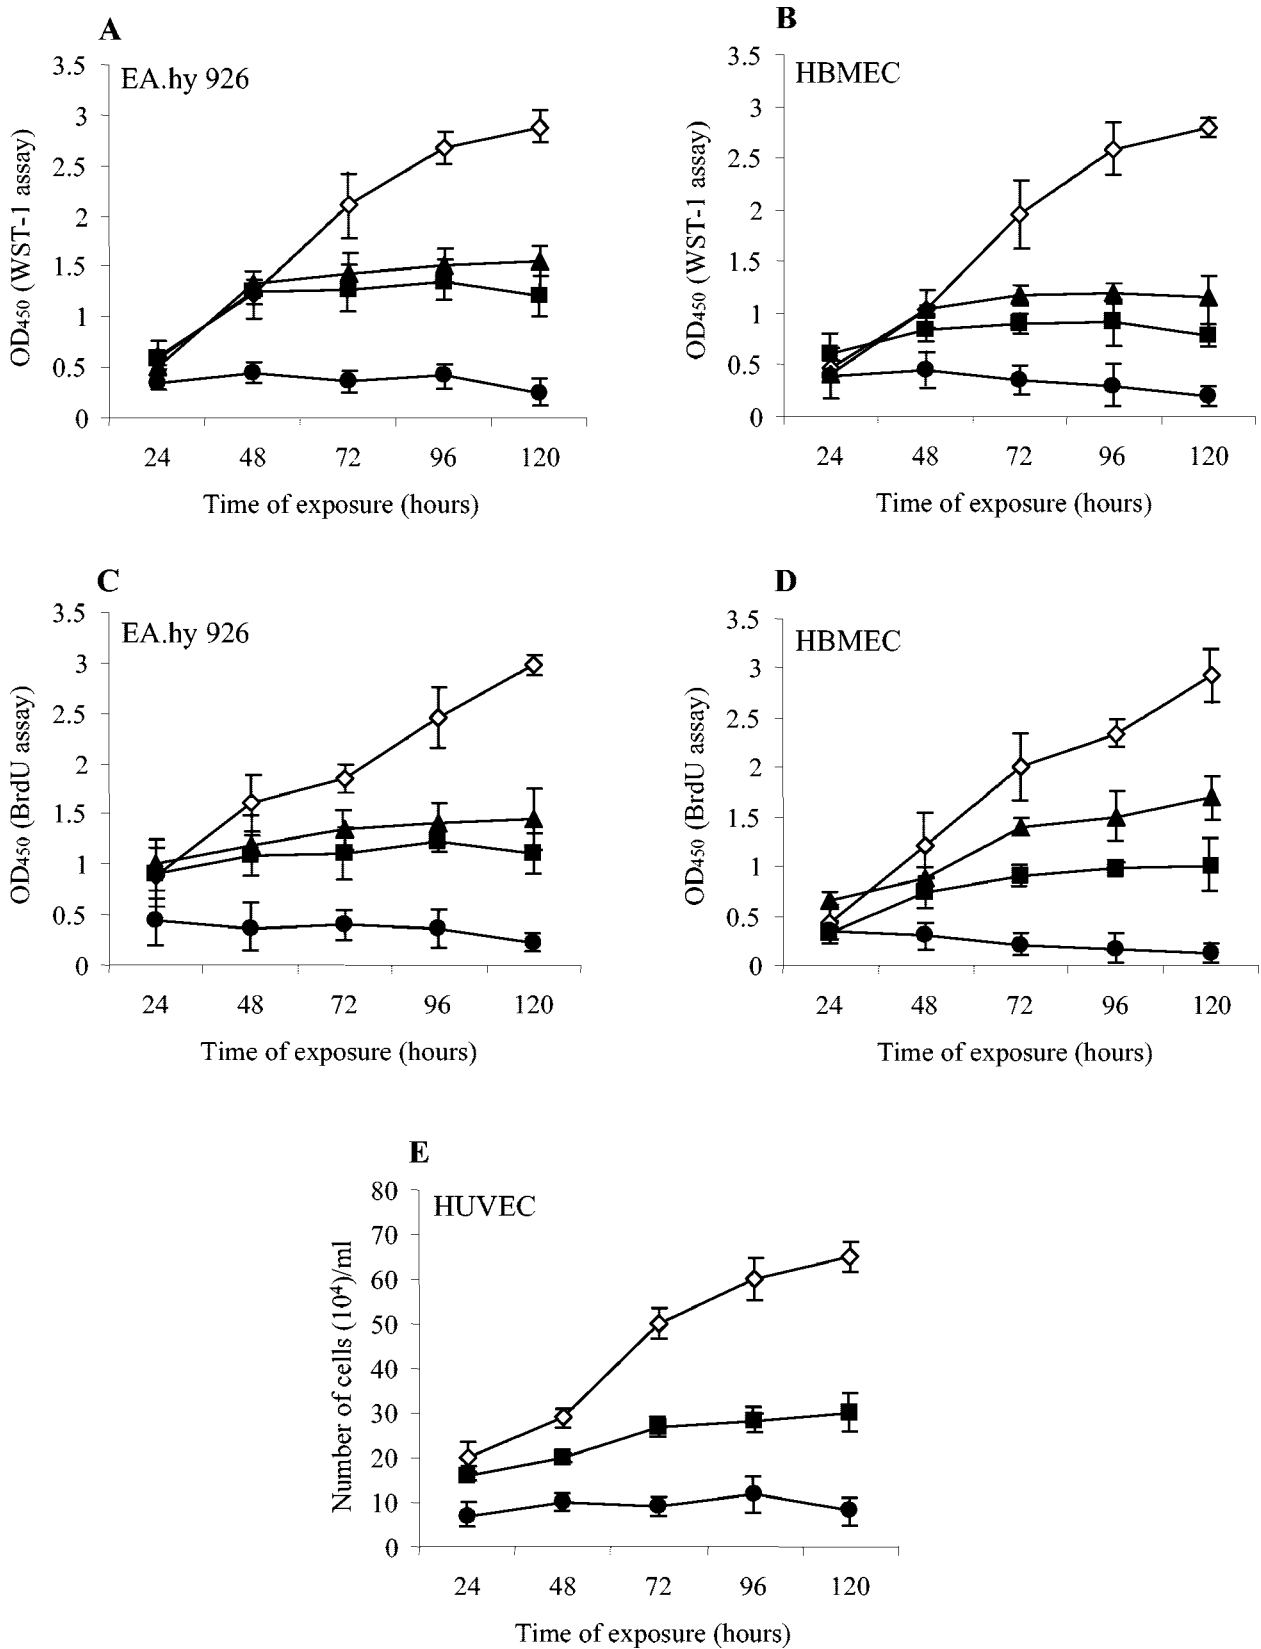 A
EA.hy 926
OD450 (WST-1 assay)
3.5
3
2.5
2
1.5
1
0.5
0
24 48 72 96 120
Time of exposure (hours)
B
HBMEC
OD450 (WST-1 assay)
3.5
3
2.5
2
1.5
1
0.5
0
24 48 72 96 120
Time of exposure (hours)
C
EA.hy 926
OD450 (BrdU assay)
3.5
3
2.5
2
1.5
1
0.5
0
24 48 72 96 120
Time of exposure (hours)
D
HBMEC
OD450 (BrdU assay)
3.5
3
2.5
2
1.5
1
0.5
0
24 48 72 96 120
Time of exposure (hours)
E
HUVEC
Number of cells (10⁴)/ml
80
70
60
50
40
30
20
10
0
24 48 72 96 120
Time of exposure (hours)